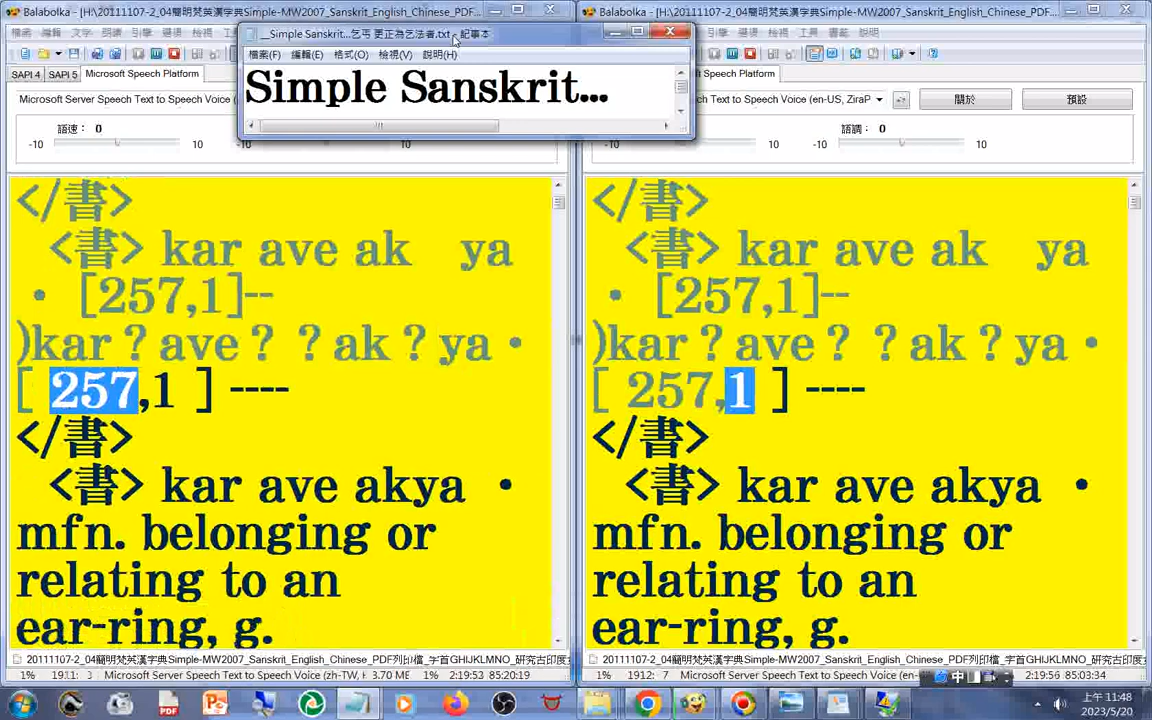 Balabolka - [H:\20111107-2_04簡明梵英漢字典Simple-MW2007_Sanskrit_English_Chinese_PDF...
Balabolka - [H:\20111107-2_04簡明梵英漢字典Simple-MW2007_Sanskrit_English_Chinese_PDF...
__Simple Sanskrit...乞丐 更正為乞法者.txt - 記事本
檔案(F) 編輯(E) 格式(O) 檢視(V) 說明(H)
Simple Sanskrit...
SAPI 4 SAPI 5 Microsoft Speech Platform
Speech Platform
Microsoft Server Speech Text to Speech Voice (
Text to Speech Voice (en-US, ZiraP
關於
預設
語速： 0
-10 10 -10 10
語調： 0
-10 10
</書>
<書> kar ave ak ya
• [257,1]--
)kar ? ave ? ? ak ? ya •
[ 257,1 ] ----
</書>
<書> kar ave akya •
mfn. belonging or
relating to an
ear-ring, g.
</書>
<書> kar ave ak ya
• [257,1]--
)kar ? ave ? ? ak ? ya •
[ 257,1 ] ----
</書>
<書> kar ave akya •
mfn. belonging or
relating to an
ear-ring, g.
20111107-2_04簡明梵英漢字典Simple-MW2007_Sanskrit_English_Chinese_PDF列印檔_字首GHIJKLMNO_研究古印度
20111107-2_04簡明梵英漢字典Simple-MW2007_Sanskrit_English_Chinese_PDF列印檔_字首GHIJKLMNO_研究古印度
1% 1911: 3 Microsoft Server Speech Text to Speech Voice (zh-TW, H 3.70 ME 1% 2:19:53 85:20:19
1% 1912: 7 Microsoft Server Speech Text to Speech Voice (en-US, Z 2:19:56 85:03:34
中
上午 11:48
2023/5/20